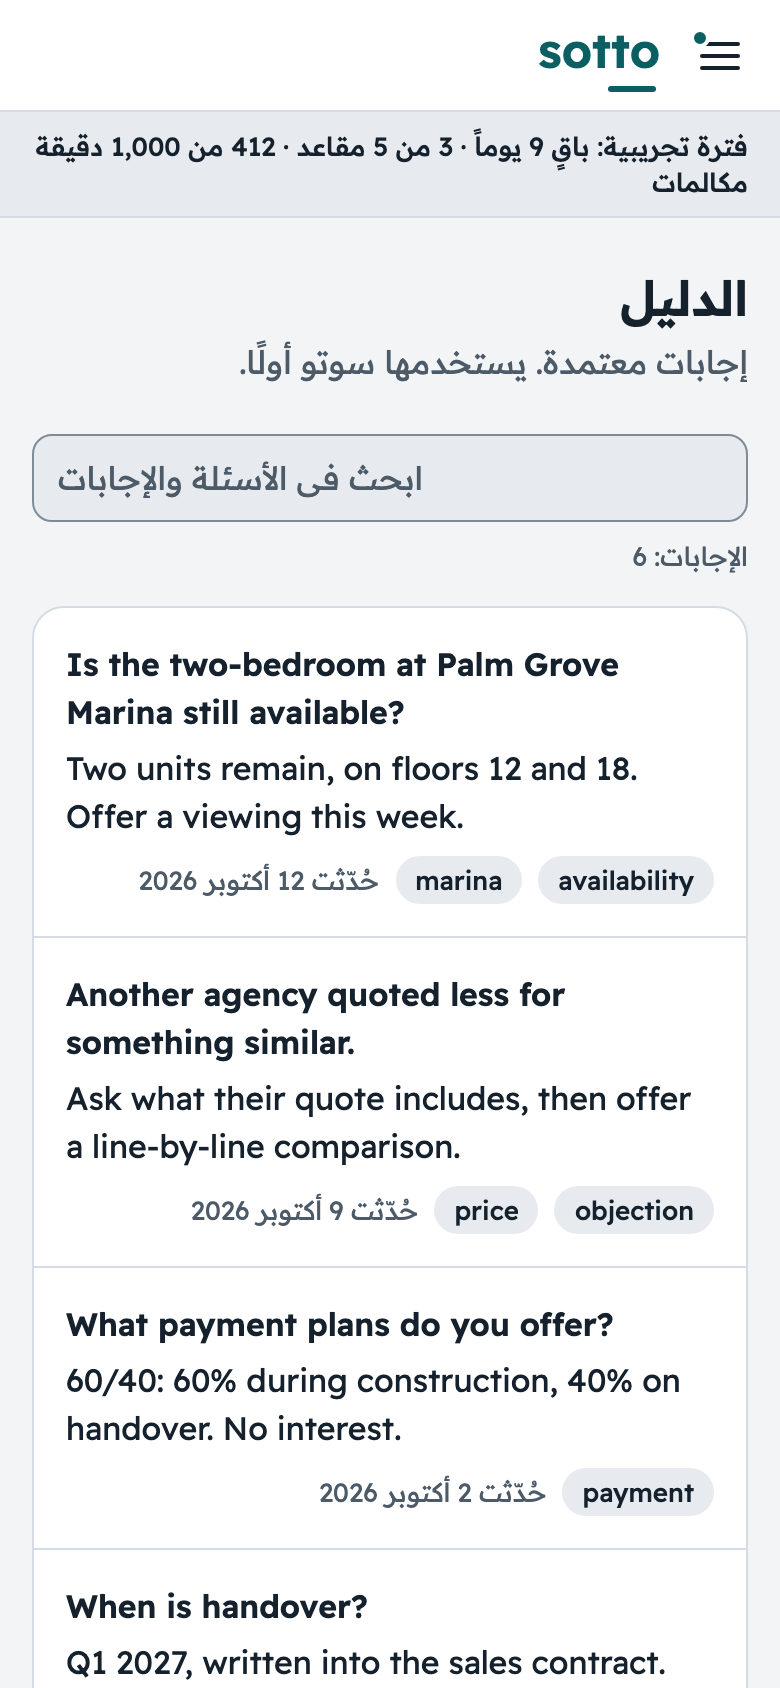 sotto
فترة تجريبية: باقٍ 9 يوماً · 3 من 5 مقاعد · 412 من 1,000 دقيقة
مكالمات
الدليل
إجابات معتمدة. يستخدمها سوتو أولًا.
ابحث في الأسئلة والإجابات
الإجابات: 6
Is the two-bedroom at Palm Grove
Marina still available?
Two units remain, on floors 12 and 18.
Offer a viewing this week.
availability marina حُدّثت 12 أكتوبر 2026
Another agency quoted less for
something similar.
Ask what their quote includes, then offer
a line-by-line comparison.
objection price حُدّثت 9 أكتوبر 2026
What payment plans do you offer?
60/40: 60% during construction, 40% on
handover. No interest.
payment حُدّثت 2 أكتوبر 2026
When is handover?
Q1 2027, written into the sales contract.